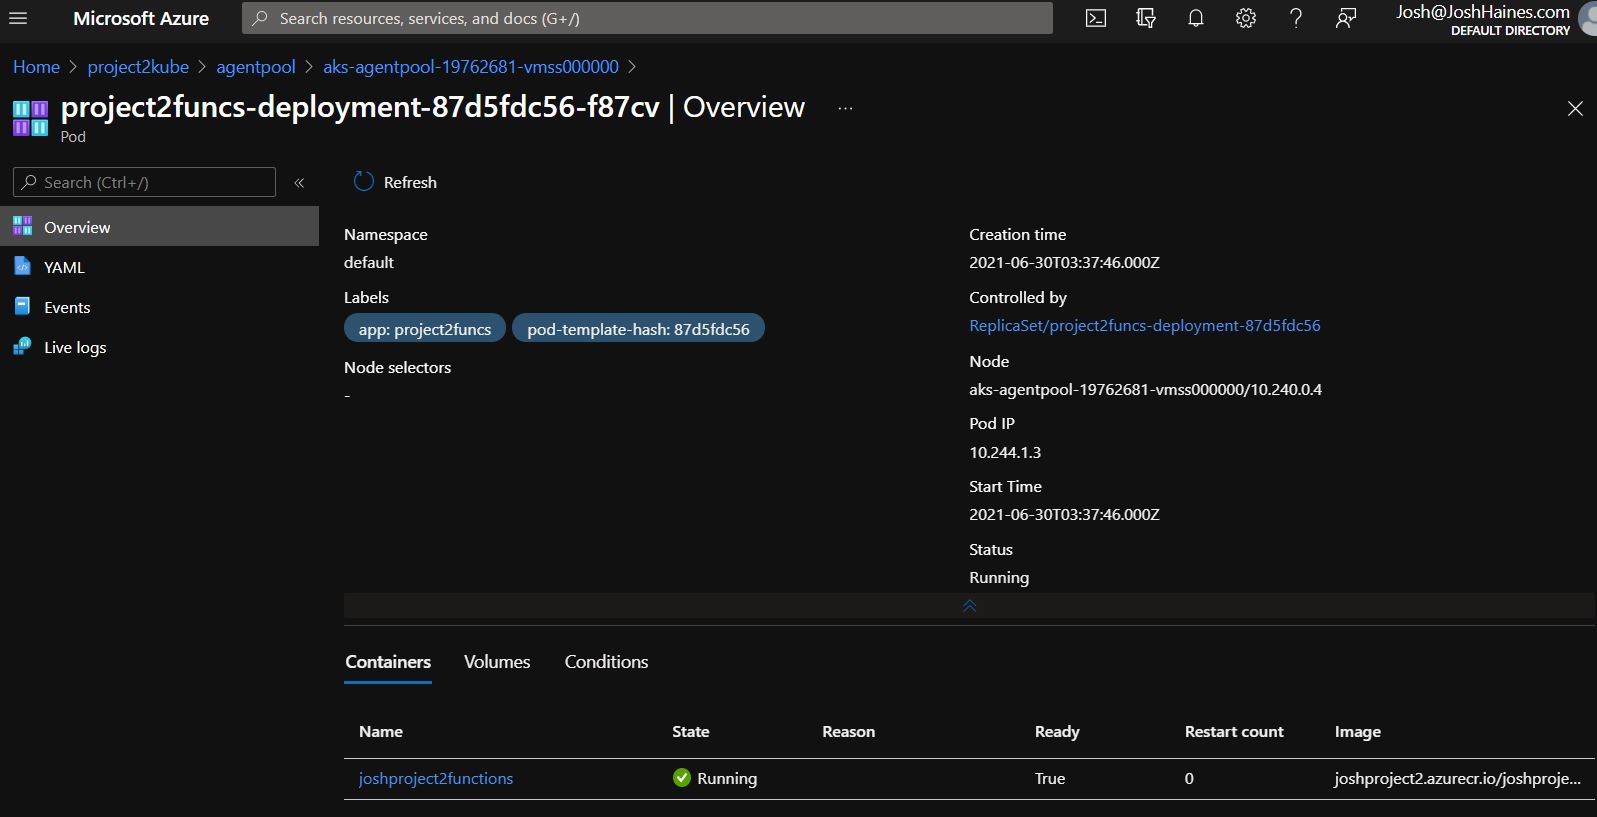 Microsoft Azure
Search resources, services, and docs (G+/)
Josh@JoshHaines.com
DEFAULT DIRECTORY
Home > project2kube > agentpool > aks-agentpool-19762681-vmss000000 >
project2funcs-deployment-87d5fdc56-f87cv | Overview ...
Pod
Search (Ctrl+/) «
Overview
YAML
Events
Live logs
Refresh
Namespace
default
Labels
app: project2funcs pod-template-hash: 87d5fdc56
Node selectors
-
Creation time
2021-06-30T03:37:46.000Z
Controlled by
ReplicaSet/project2funcs-deployment-87d5fdc56
Node
aks-agentpool-19762681-vmss000000/10.240.0.4
Pod IP
10.244.1.3
Start Time
2021-06-30T03:37:46.000Z
Status
Running
Containers Volumes Conditions
Name State Reason Ready Restart count Image
joshproject2functions Running True 0 joshproject2.azurecr.io/joshproje...